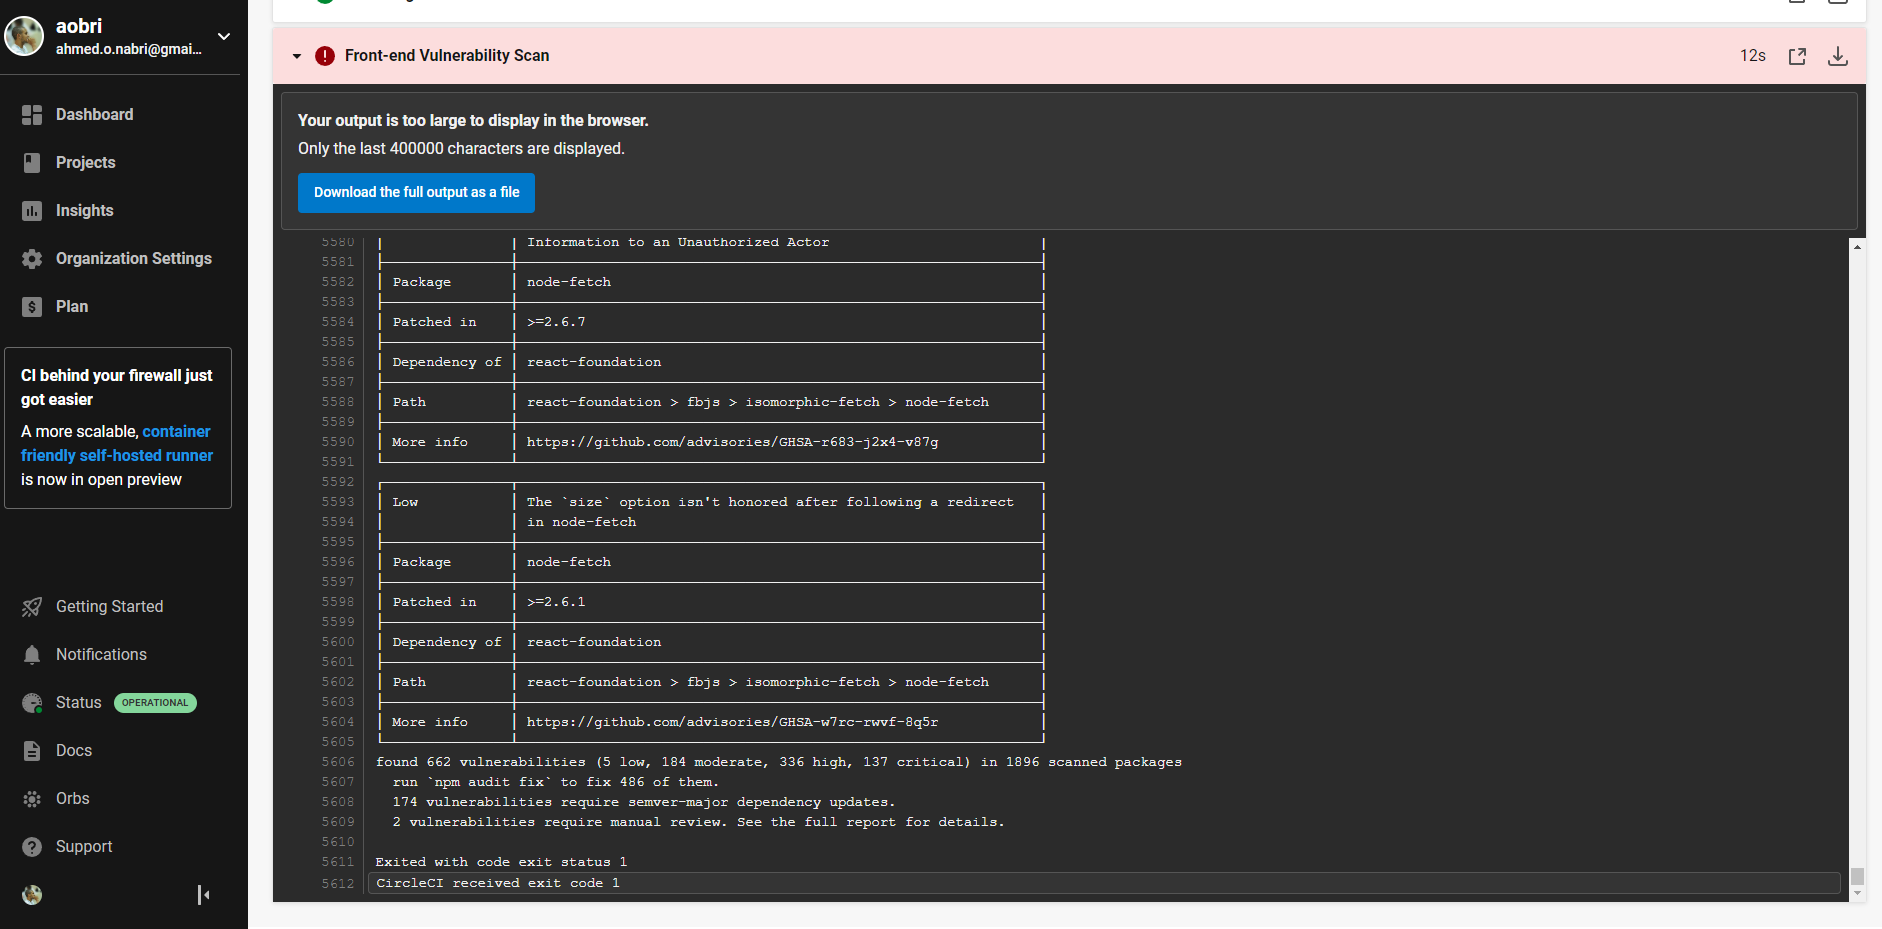 aobri
ahmed.o.nabri@gmai...
Dashboard
Projects
Insights
Organization Settings
Plan
CI behind your firewall just
got easier
A more scalable, container
friendly self-hosted runner
is now in open preview
Getting Started
Notifications
Status OPERATIONAL
Docs
Orbs
Support
Front-end Vulnerability Scan
12s
Your output is too large to display in the browser.
Only the last 400000 characters are displayed.
Download the full output as a file
5580 Information to an Unauthorized Actor
5581
5582 Package node-fetch
5583
5584 Patched in >=2.6.7
5585
5586 Dependency of react-foundation
5587
5588 Path react-foundation > fbjs > isomorphic-fetch > node-fetch
5589
5590 More info https://github.com/advisories/GHSA-r683-j2x4-v87g
5591
5592
5593 Low The `size` option isn't honored after following a redirect
5594 in node-fetch
5595
5596 Package node-fetch
5597
5598 Patched in >=2.6.1
5599
5600 Dependency of react-foundation
5601
5602 Path react-foundation > fbjs > isomorphic-fetch > node-fetch
5603
5604 More info https://github.com/advisories/GHSA-w7rc-rwvf-8q5r
5605
5606 found 662 vulnerabilities (5 low, 184 moderate, 336 high, 137 critical) in 1896 scanned packages
5607 run `npm audit fix` to fix 486 of them.
5608 174 vulnerabilities require semver-major dependency updates.
5609 2 vulnerabilities require manual review. See the full report for details.
5610
5611 Exited with code exit status 1
5612 CircleCI received exit code 1